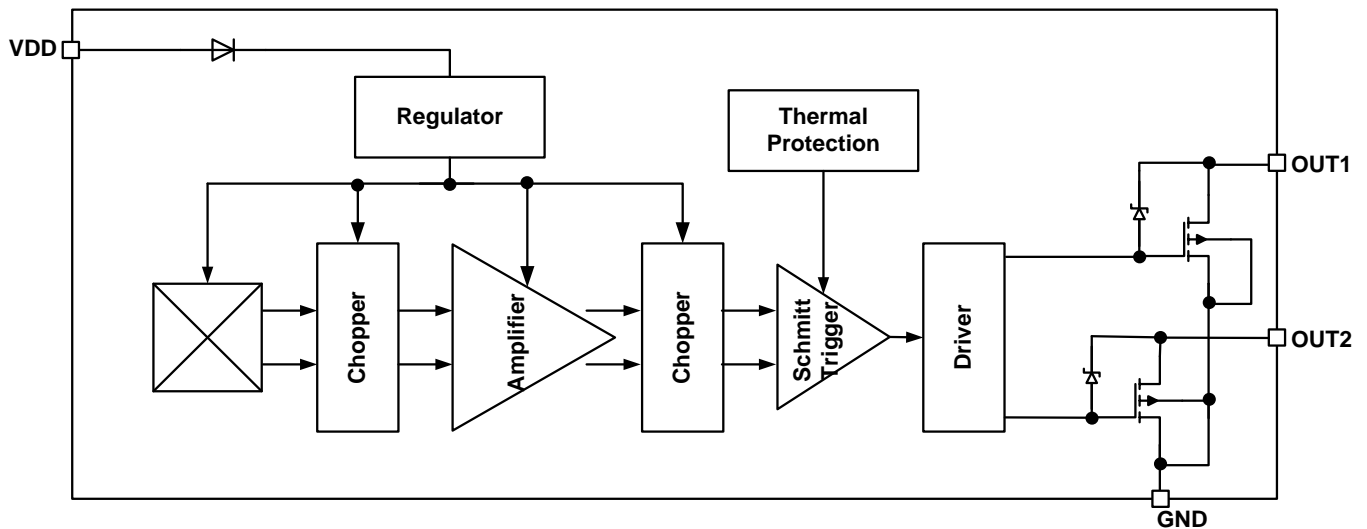 VDD
Regulator
Thermal
Protection
OUT1
Chopper
Amplifier
Chopper
Schmitt
Trigger
Driver
OUT2
GND